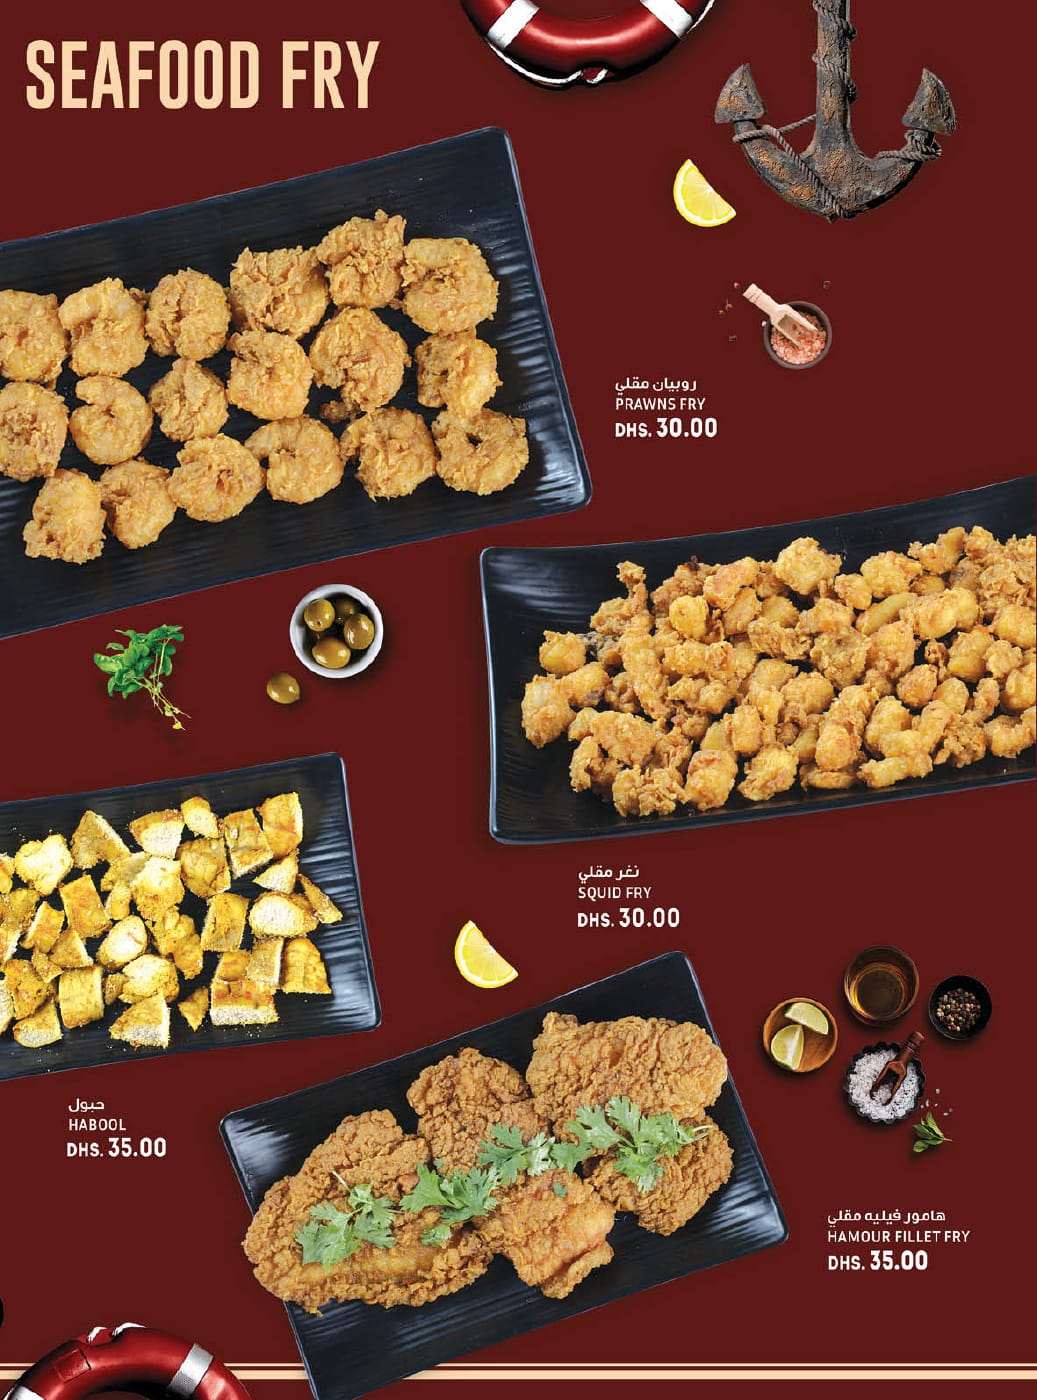 SEAFOOD FRY
روبيان مقلي
PRAWNS FRY
DHS. 30.00
نغر مقلي
SQUID FRY
DHS. 30.00
حبول
HABOOL
DHS. 35.00
هامور فيليه مقلي
HAMOUR FILLET FRY
DHS. 35.00